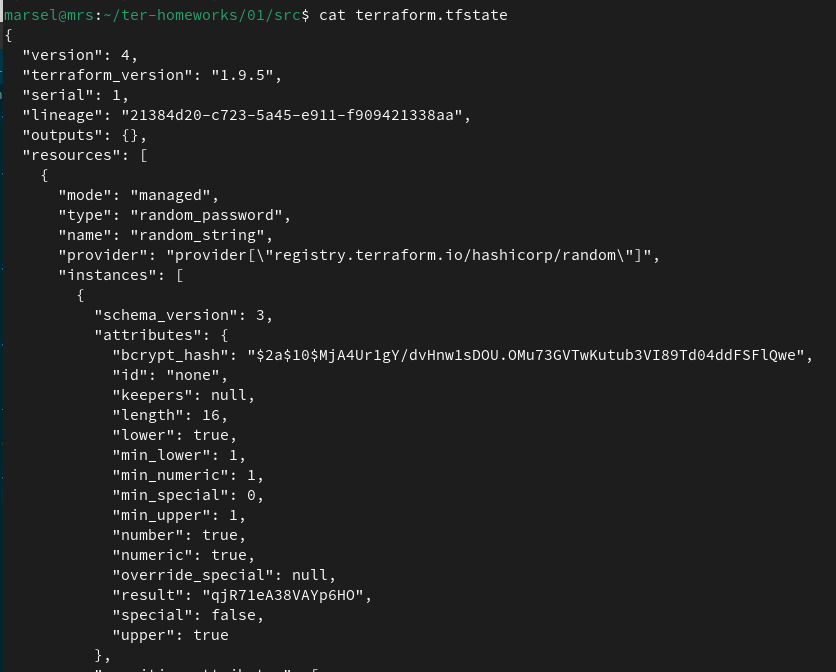 marsel@mrs:~/ter-homeworks/01/src$ cat terraform.tfstate
{
  "version": 4,
  "terraform_version": "1.9.5",
  "serial": 1,
  "lineage": "21384d20-c723-5a45-e911-f909421338aa",
  "outputs": {},
  "resources": [
    {
      "mode": "managed",
      "type": "random_password",
      "name": "random_string",
      "provider": "provider[\"registry.terraform.io/hashicorp/random\"]",
      "instances": [
        {
          "schema_version": 3,
          "attributes": {
            "bcrypt_hash": "$2a$10$MjA4Ur1gY/dvHnw1sDOU.OMu73GVTwKutub3VI89Td04ddFSFlQwe",
            "id": "none",
            "keepers": null,
            "length": 16,
            "lower": true,
            "min_lower": 1,
            "min_numeric": 1,
            "min_special": 0,
            "min_upper": 1,
            "number": true,
            "numeric": true,
            "override_special": null,
            "result": "qjR71eA38VAYp6HO",
            "special": false,
            "upper": true
          },